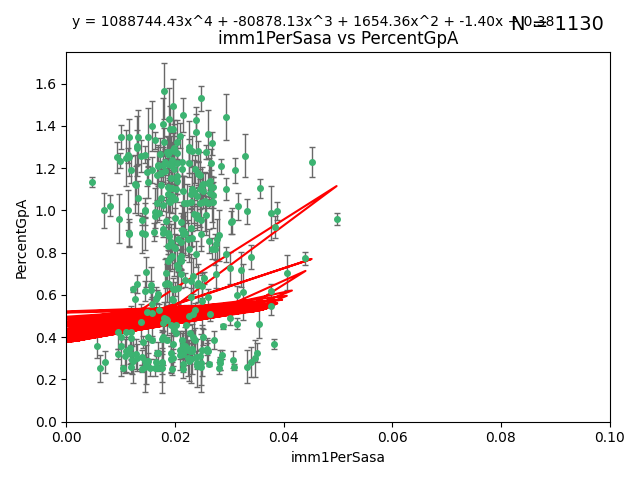 y = 1088744.43x^4 + -80878.13x^3 + 1654.36x^2 + -1.40x + 0.38
N = 1130
imm1PerSasa vs PercentGpA
PercentGpA
1.6
1.4
1.2
1.0
0.8
0.6
0.4
0.2
0.0
0.00 0.02 0.04 0.06 0.08 0.10
imm1PerSasa